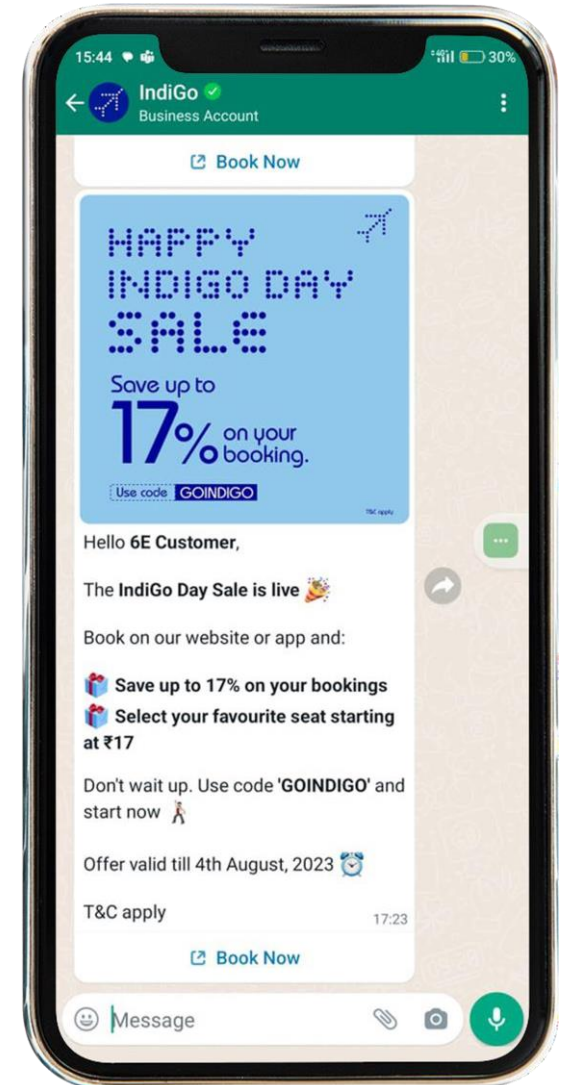 15:44
30%
IndiGo
Business Account
Book Now
HAPPY
INDIGO DAY
SALE
Save up to
17% on your
booking.
Use code GOINDIGO
T&C apply
Hello 6E Customer,
The IndiGo Day Sale is live 🎉
Book on our website or app and:
🎁 Save up to 17% on your bookings
🎁 Select your favourite seat starting
at ₹17
Don't wait up. Use code 'GOINDIGO' and
start now 🕺
Offer valid till 4th August, 2023 ⏰
T&C apply
17:23
Book Now
Message